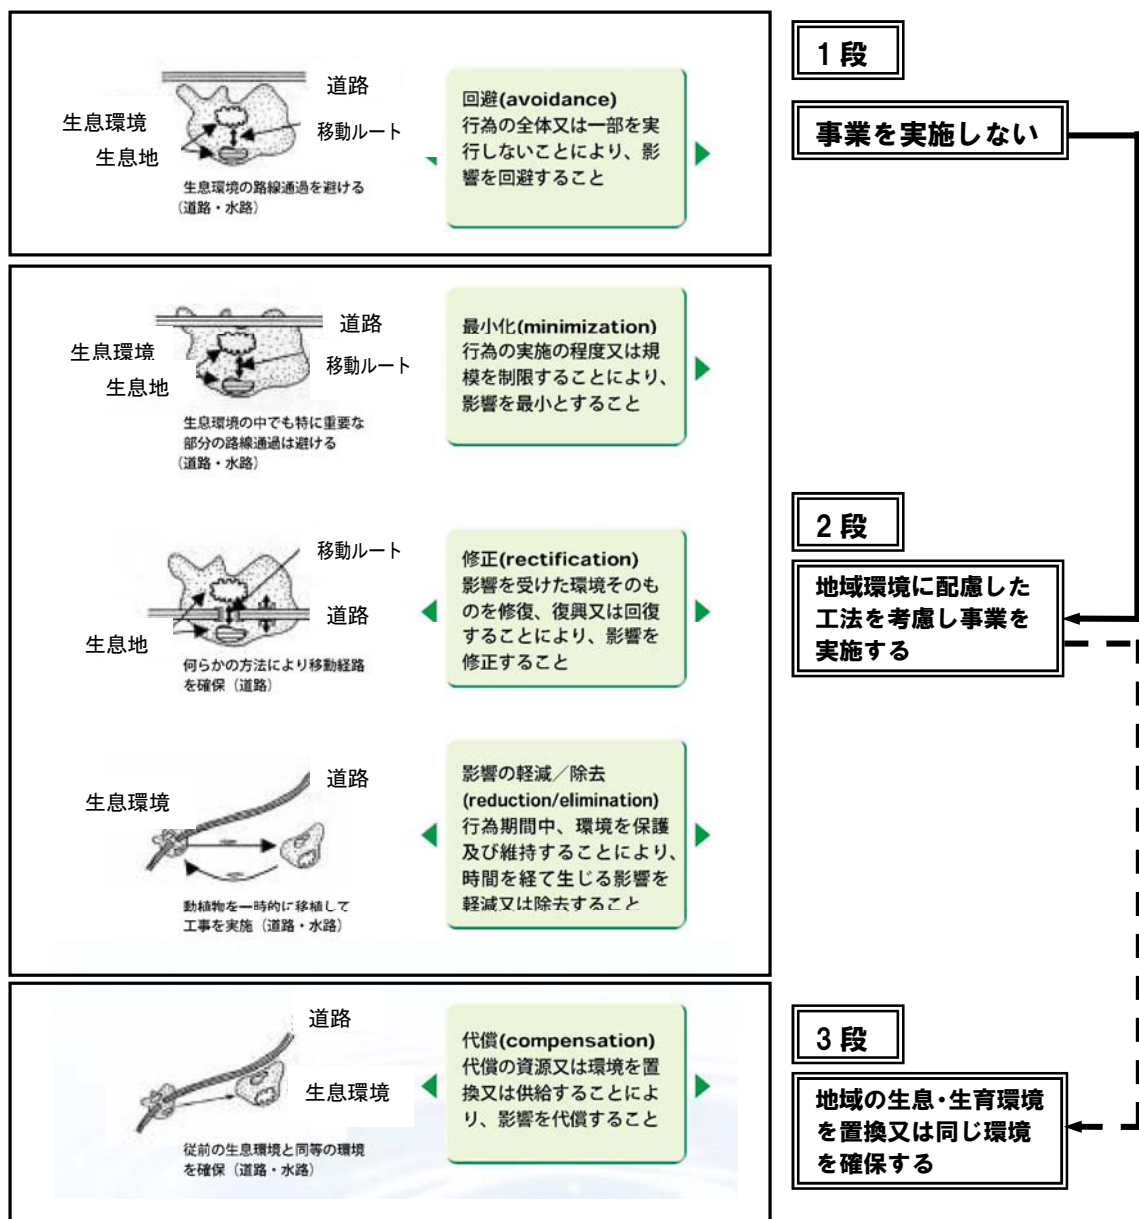 1段
事業を実施しない
道路
生息環境
移動ルート
生息地
生息環境の路線通過を避ける
(道路・水路)
回避(avoidance)
行為の全体又は一部を実
行しないことにより、影
響を回避すること
道路
生息環境
移動ルート
生息地
生息環境の中でも特に重要な
部分の路線通過は避ける
(道路・水路)
最小化(minimization)
行為の実施の程度又は規
模を制限することにより、
影響を最小とすること
2段
地域環境に配慮した
工法を考慮し事業を
実施する
移動ルート
道路
生息地
何らかの方法により移動経路
を確保(道路)
修正(rectification)
影響を受けた環境そのも
のを修復、復興又は回復
することにより、影響を
修正すること
道路
生息環境
動植物を一時的に移植して
工事を実施(道路・水路)
影響の軽減/除去
(reduction/elimination)
行為期間中、環境を保護
及び維持することにより、
時間を経て生じる影響を
軽減又は除去すること
3段
地域の生息・生育環境
を置換又は同じ環境
を確保する
道路
生息環境
従前の生息環境と同等の環境
を確保(道路・水路)
代償(compensation)
代償の資源又は環境を置
換又は供給することによ
り、影響を代償すること